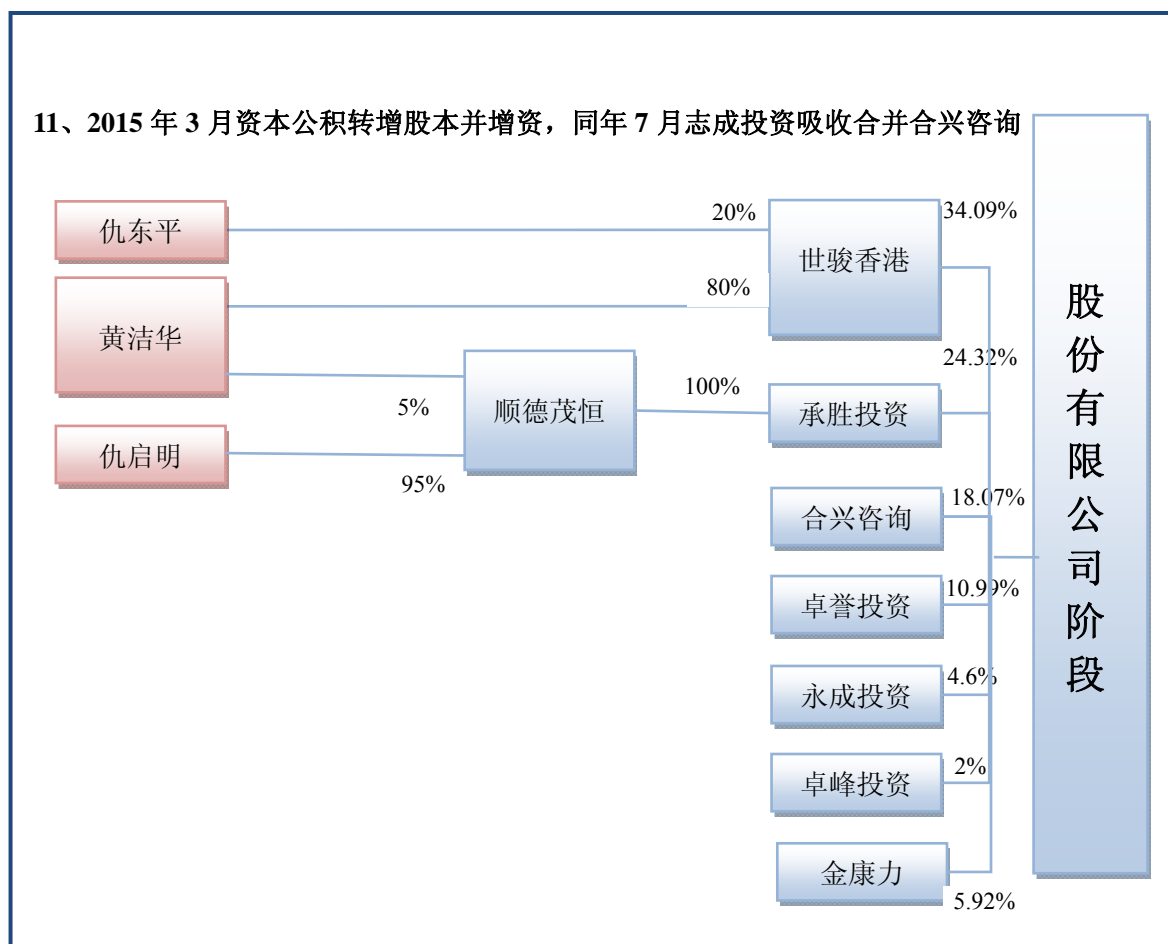 11、2015 年 3 月资本公积转增股本并增资，同年 7 月志成投资吸收合并合兴咨询
仇东平
20%
世骏香港
34.09%
黄洁华
80%
24.32%
5%
顺德茂恒
100%
承胜投资
仇启明
95%
合兴咨询
18.07%
卓誉投资
10.99%
永成投资
4.6%
卓峰投资
2%
金康力
5.92%
股份有限公司阶段